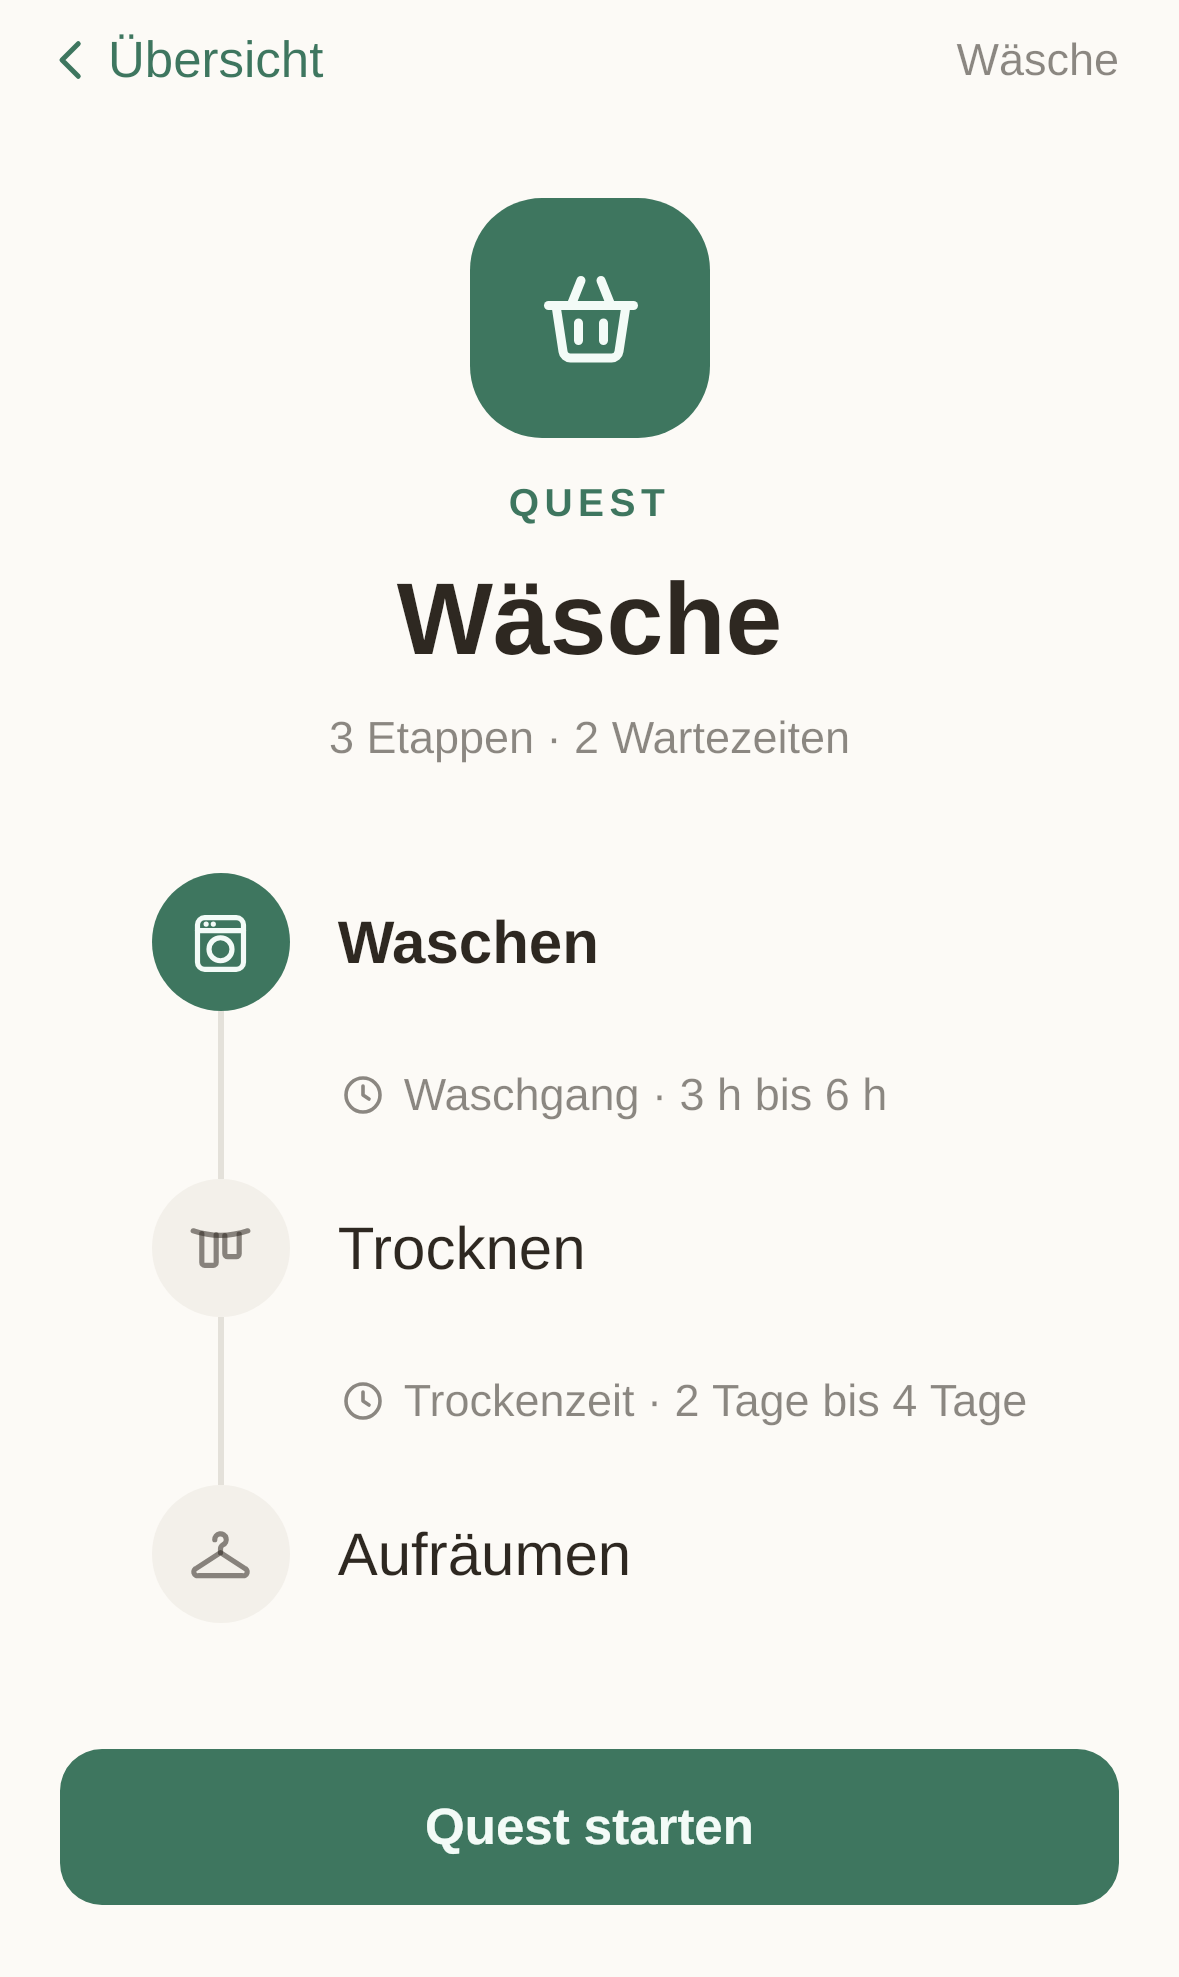 Übersicht
Wäsche
QUEST
Wäsche
3 Etappen · 2 Wartezeiten
Waschen
Waschgang · 3 h bis 6 h
Trocknen
Trockenzeit · 2 Tage bis 4 Tage
Aufräumen
Quest starten